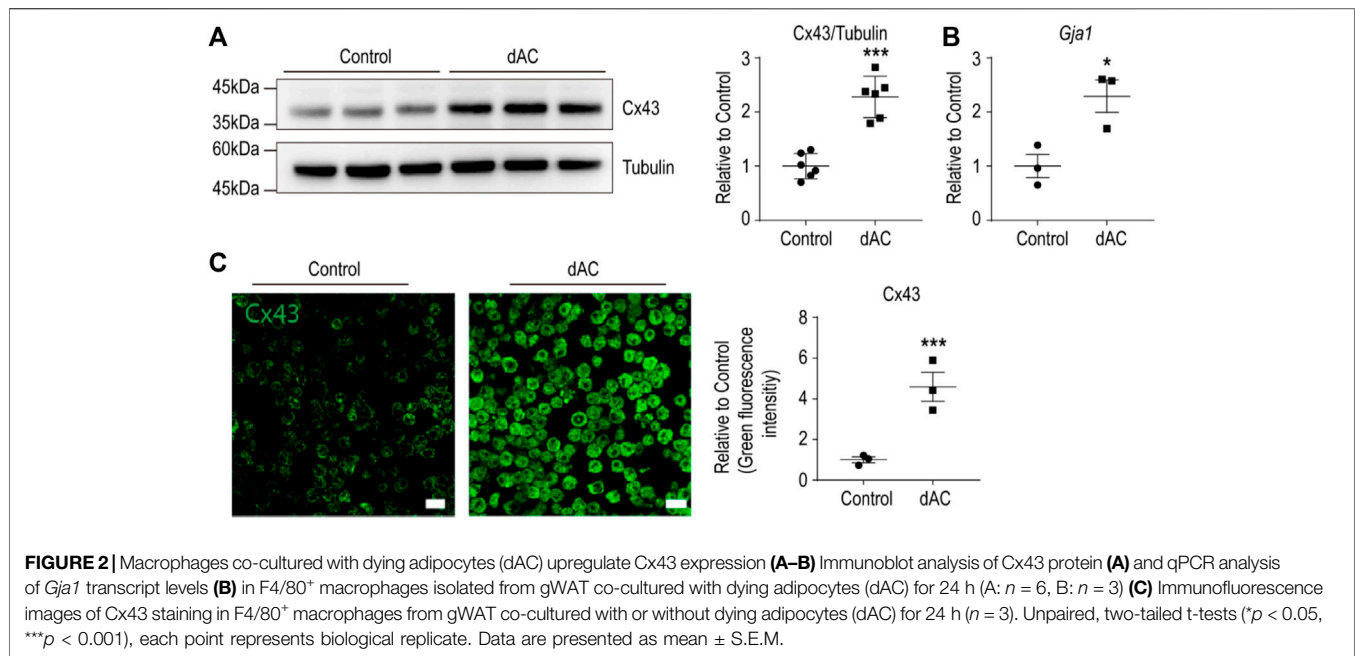 A
Control
dAC
45kDa
35kDa
Cx43
60kDa
45kDa
Tubulin
Cx43/Tubulin
***
Relative to Control
3
2
1
0
Control
dAC
B
Gja1
*
Relative to Control
3
2
1
0
Control
dAC
C
Control
dAC
Cx43
Cx43
***
Relative to Control
(Green fluorescence
intensitiy)
8
6
4
2
0
Control
dAC
FIGURE 2 | Macrophages co-cultured with dying adipocytes (dAC) upregulate Cx43 expression (A–B) Immunoblot analysis of Cx43 protein (A) and qPCR analysis
of Gja1 transcript levels (B) in F4/80⁺ macrophages isolated from gWAT co-cultured with dying adipocytes (dAC) for 24 h (A: n = 6, B: n = 3) (C) Immunofluorescence
images of Cx43 staining in F4/80⁺ macrophages from gWAT co-cultured with or without dying adipocytes (dAC) for 24 h (n = 3). Unpaired, two-tailed t-tests (*p < 0.05,
***p < 0.001), each point represents biological replicate. Data are presented as mean ± S.E.M.